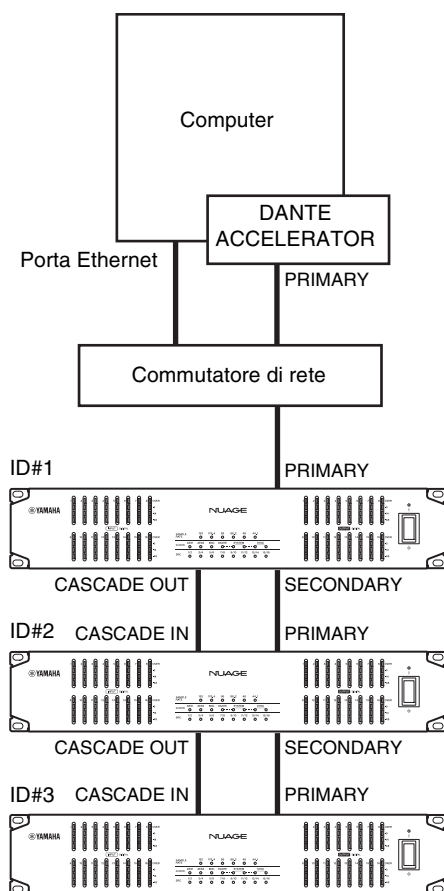 Computer
DANTE
ACCELERATOR
Porta Ethernet
PRIMARY
Commutatore di rete
ID#1
PRIMARY
YAMAHA
NUAGE
CASCADE OUT
SECONDARY
ID#2
CASCADE IN
PRIMARY
YAMAHA
NUAGE
CASCADE OUT
SECONDARY
ID#3
CASCADE IN
PRIMARY
YAMAHA
NUAGE